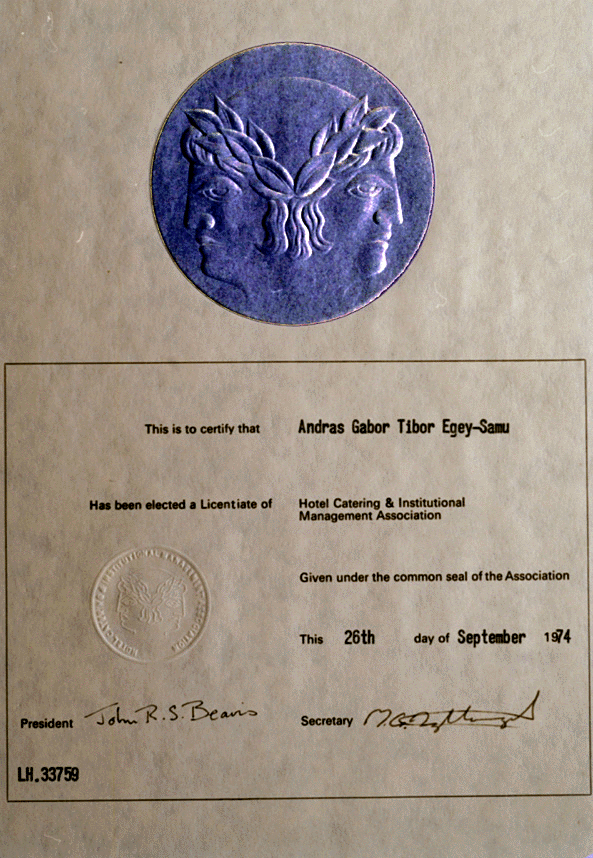 This is to certify that Andras Gabor Tibor Egey-Samu
Has been elected a Licentiate of Hotel Catering & Institutional
Management Association
Given under the common seal of the Association
This 26th day of September 1974
President John R.S. Beavis Secretary
LH.33759